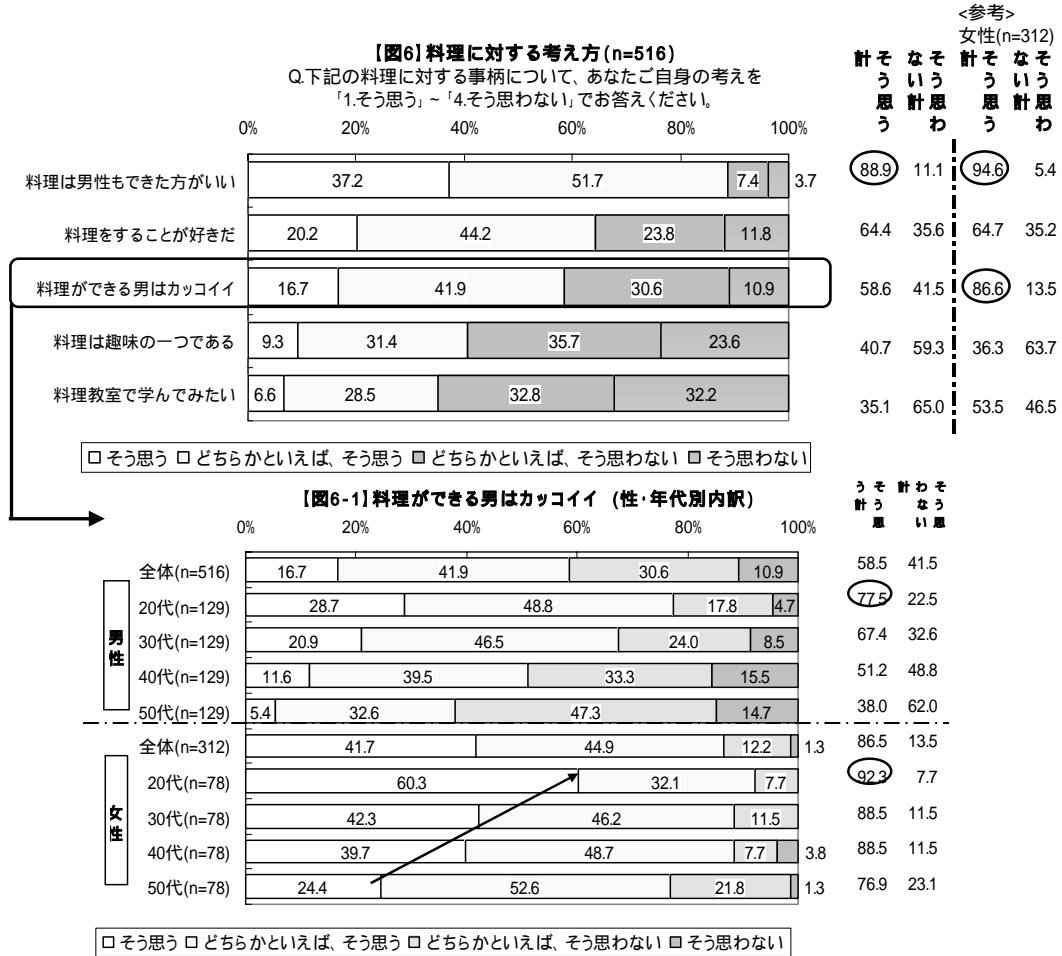 <参考>
女性(n=312)
【図6】料理に対する考え方(n=516)
Q.下記の料理に対する事柄について、あなたご自身の考えを
「1.そう思う」~「4.そう思わない」でお答えください。
そう思う計 そう思わない計 そう思う計 そう思わない計
0% 20% 40% 60% 80% 100%
料理は男性もできた方がいい 37.2 51.7 7.4 3.7 88.9 11.1 94.6 5.4
料理をすることが好きだ 20.2 44.2 23.8 11.8 64.4 35.6 64.7 35.2
料理ができる男はカッコイイ 16.7 41.9 30.6 10.9 58.6 41.5 86.6 13.5
料理は趣味の一つである 9.3 31.4 35.7 23.6 40.7 59.3 36.3 63.7
料理教室で学んでみたい 6.6 28.5 32.8 32.2 35.1 65.0 53.5 46.5
そう思う どちらかといえば、そう思う どちらかといえば、そう思わない そう思わない
【図6-1】料理ができる男はカッコイイ (性・年代別内訳)
そう思う計 そう思わない計
0% 20% 40% 60% 80% 100%
男性
全体(n=516) 16.7 41.9 30.6 10.9 58.5 41.5
20代(n=129) 28.7 48.8 17.8 4.7 77.5 22.5
30代(n=129) 20.9 46.5 24.0 8.5 67.4 32.6
40代(n=129) 11.6 39.5 33.3 15.5 51.2 48.8
50代(n=129) 5.4 32.6 47.3 14.7 38.0 62.0
女性
全体(n=312) 41.7 44.9 12.2 1.3 86.5 13.5
20代(n=78) 60.3 32.1 7.7 92.3 7.7
30代(n=78) 42.3 46.2 11.5 88.5 11.5
40代(n=78) 39.7 48.7 7.7 3.8 88.5 11.5
50代(n=78) 24.4 52.6 21.8 1.3 76.9 23.1
そう思う どちらかといえば、そう思う どちらかといえば、そう思わない そう思わない